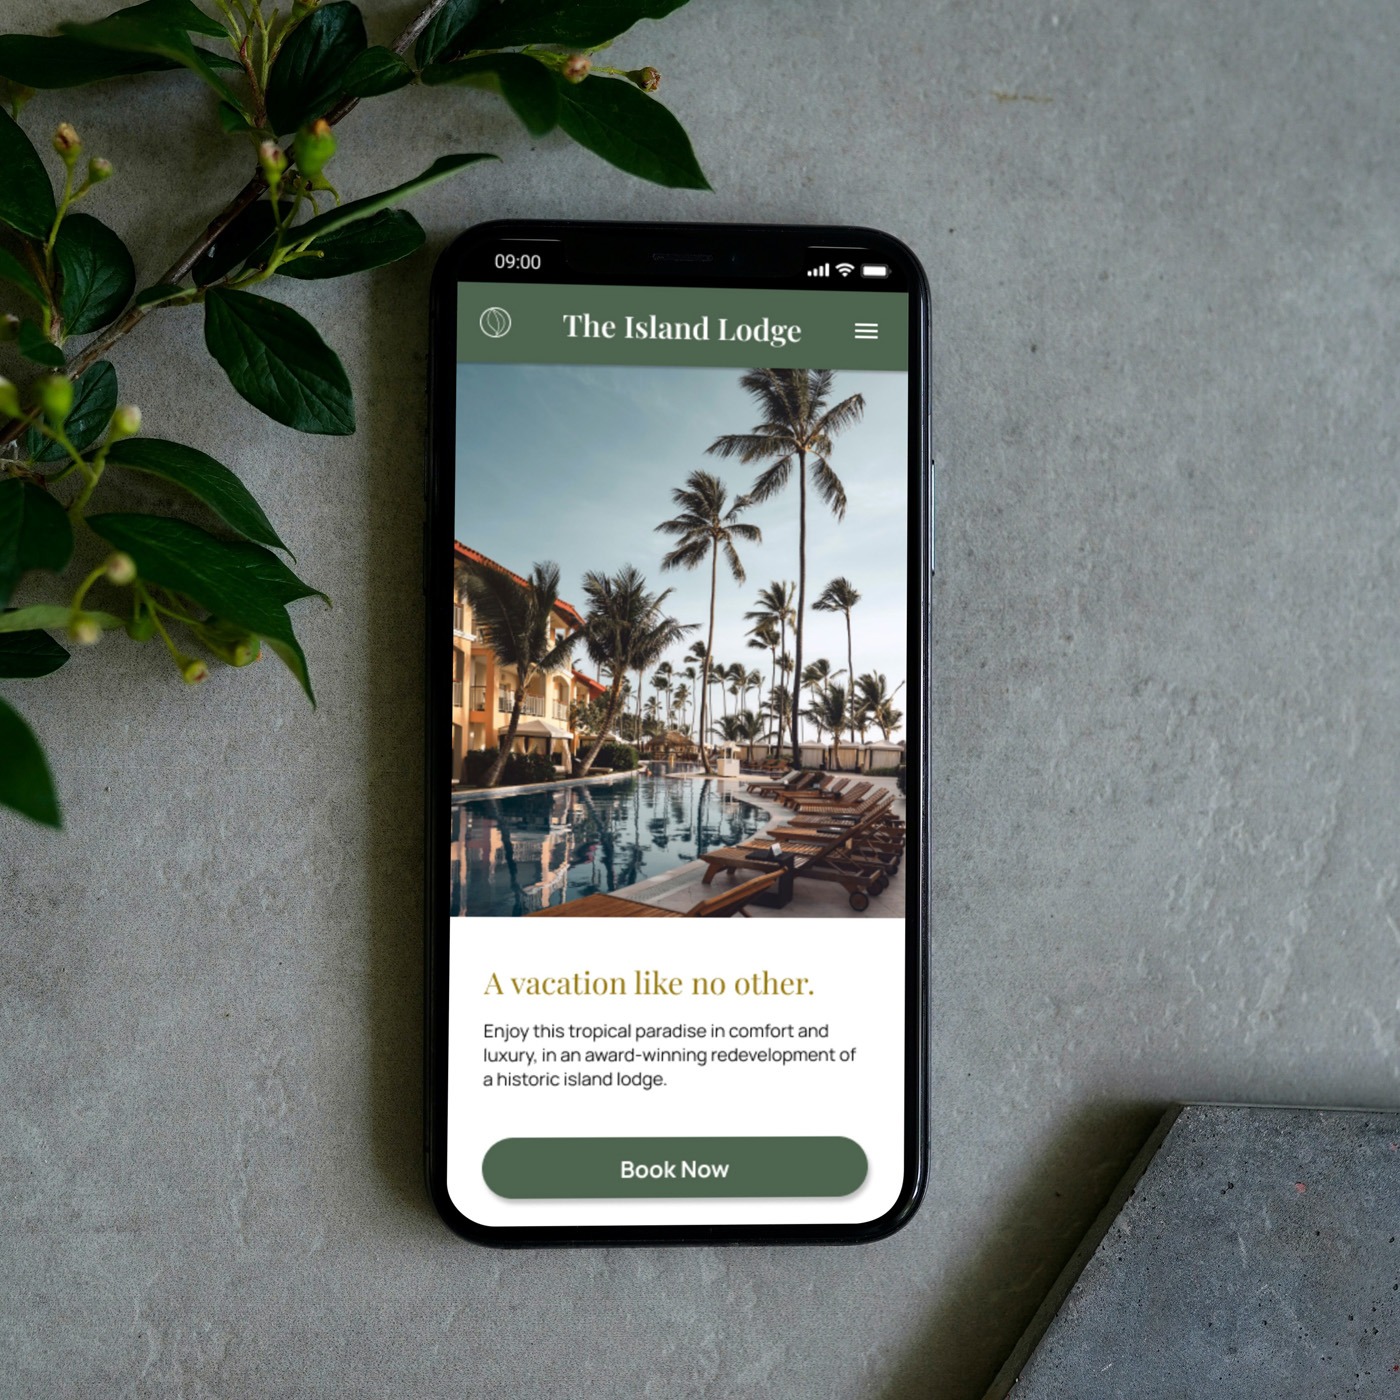 09:00
The Island Lodge
A vacation like no other.
Enjoy this tropical paradise in comfort and
luxury, in an award-winning redevelopment of
a historic island lodge.
Book Now